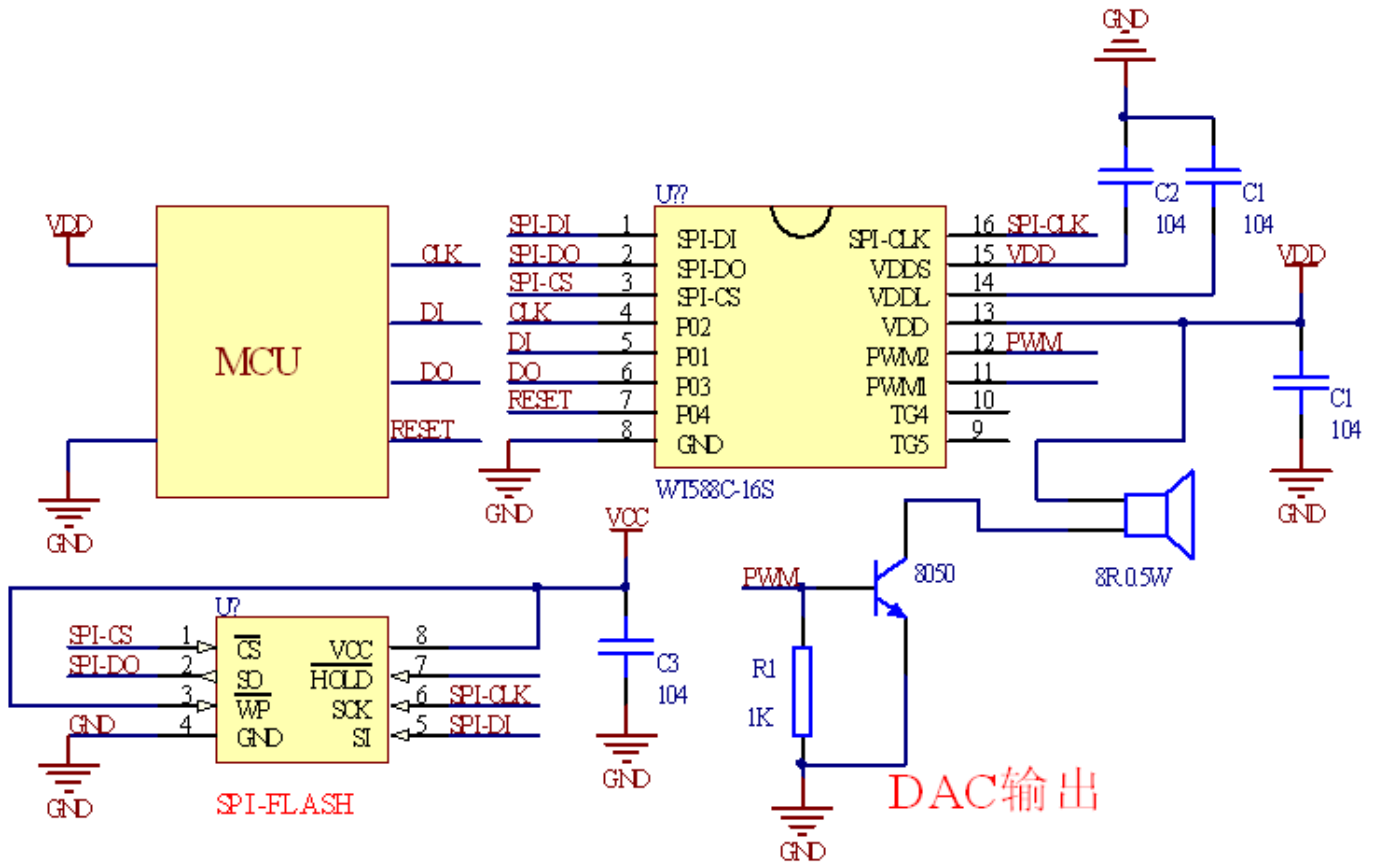 GND
C2
104
C1
104
VDD
MCU
CLK
DI
DO
RESET
GND
U??
SPI-DI 1 SPI-DI SPI-CLK 16 SPI-CLK
SPI-DO 2 SPI-DO VDDS 15 VDD
SPI-CS 3 SPI-CS VDDL 14
CLK 4 P02 VDD 13
DI 5 P01 PWM2 12 PWM
DO 6 P03 PWM1 11
RESET 7 P04 TG4 10
8 GND TG5 9
WT588C-16S
GND
VDD
C1
104
GND
8R0.5W
VCC
U?
SPI-CS 1 CS VCC 8
SPI-DO 2 SO HOLD 7
3 WP SCK 6 SPI-CLK
GND 4 GND SI 5 SPI-DI
GND
SPI-FLASH
C3
104
GND
PWM
8050
R1
1K
GND
DAC输出